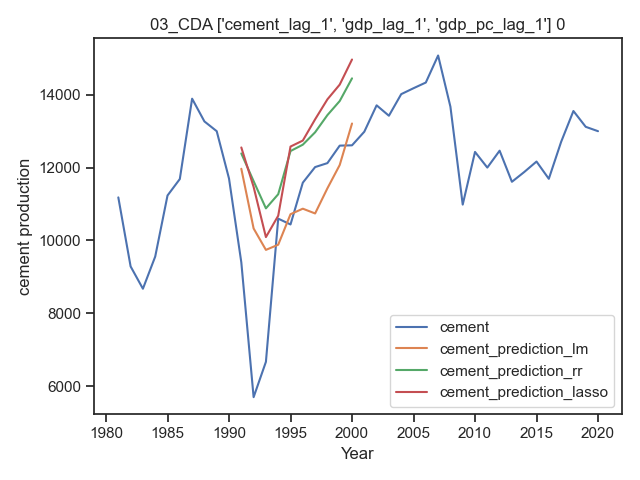 03_CDA ['cement_lag_1', 'gdp_lag_1', 'gdp_pc_lag_1'] 0
14000
12000
10000
8000
6000
cement production
cement
cement_prediction_lm
cement_prediction_rr
cement_prediction_lasso
1980 1985 1990 1995 2000 2005 2010 2015 2020
Year